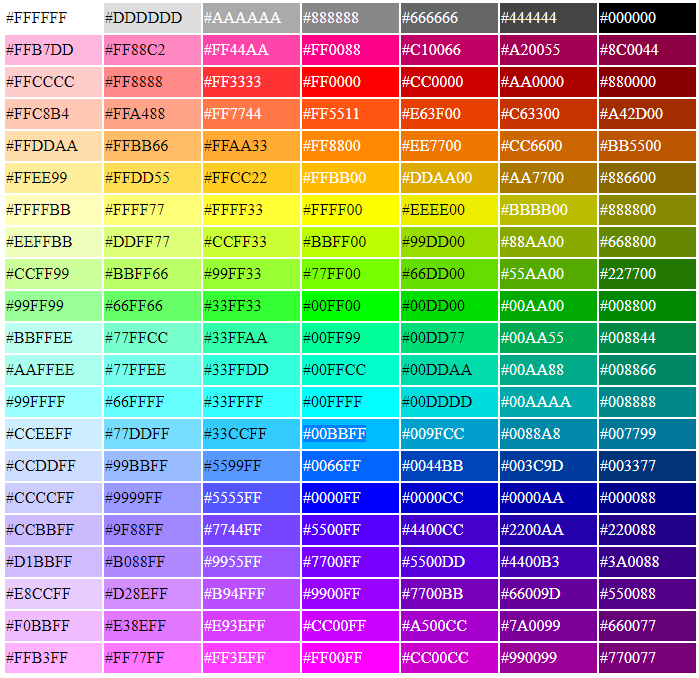 #FFFFFF #DDDDDD #AAAAAA #888888 #666666 #444444 #000000
#FFB7DD #FF88C2 #FF44AA #FF0088 #C10066 #A20055 #8C0044
#FFCCCC #FF8888 #FF3333 #FF0000 #CC0000 #AA0000 #880000
#FFC8B4 #FFA488 #FF7744 #FF5511 #E63F00 #C63300 #A42D00
#FFDDAA #FFBB66 #FFAA33 #FF8800 #EE7700 #CC6600 #BB5500
#FFEE99 #FFDD55 #FFCC22 #FFBB00 #DDAA00 #AA7700 #886600
#FFFFBB #FFFF77 #FFFF33 #FFFF00 #EEEE00 #BBBB00 #888800
#EEFFBB #DDFF77 #CCFF33 #BBFF00 #99DD00 #88AA00 #668800
#CCFF99 #BBFF66 #99FF33 #77FF00 #66DD00 #55AA00 #227700
#99FF99 #66FF66 #33FF33 #00FF00 #00DD00 #00AA00 #008800
#BBFFEE #77FFCC #33FFAA #00FF99 #00DD77 #00AA55 #008844
#AAFFEE #77FFEE #33FFDD #00FFCC #00DDAA #00AA88 #008866
#99FFFF #66FFFF #33FFFF #00FFFF #00DDDD #00AAAA #008888
#CCEEFF #77DDFF #33CCFF #00BBFF #009FCC #0088A8 #007799
#CCDDFF #99BBFF #5599FF #0066FF #0044BB #003C9D #003377
#CCCCFF #9999FF #5555FF #0000FF #0000CC #0000AA #000088
#CCBBFF #9F88FF #7744FF #5500FF #4400CC #2200AA #220088
#D1BBFF #B088FF #9955FF #7700FF #5500DD #4400B3 #3A0088
#E8CCFF #D28EFF #B94FFF #9900FF #7700BB #66009D #550088
#F0BBFF #E38EFF #E93EFF #CC00FF #A500CC #7A0099 #660077
#FFB3FF #FF77FF #FF3EFF #FF00FF #CC00CC #990099 #770077